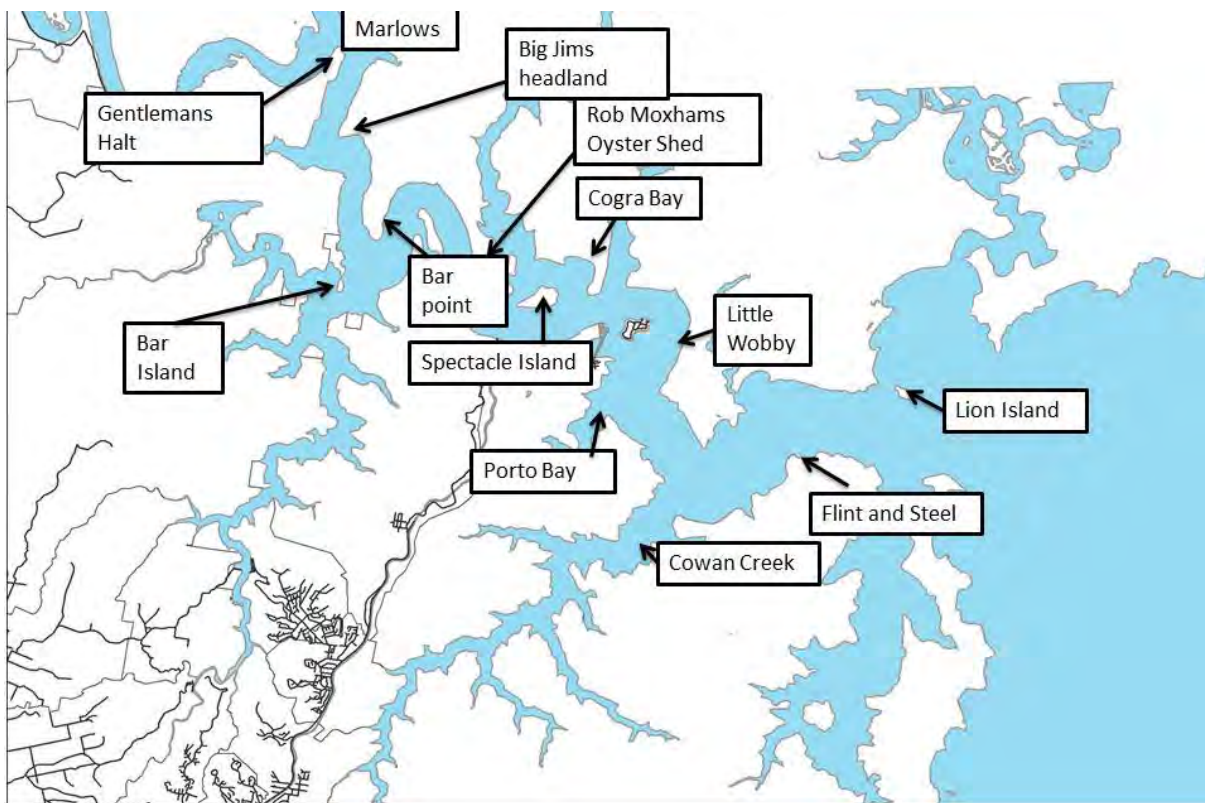 Marlows
Big Jims
headland
Gentlemans
Halt
Rob Moxhams
Oyster Shed
Cogra Bay
Bar
point
Little
Wobby
Bar
Island
Spectacle Island
Lion Island
Porto Bay
Flint and Steel
Cowan Creek